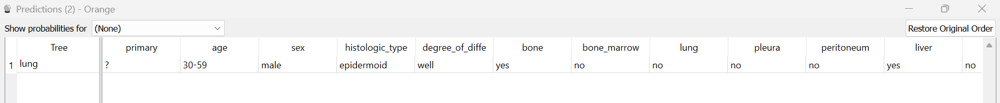 Predictions (2) - Orange
Show probabilities for (None) Restore Original Order
Tree primary age sex histologic_type degree_of_diffe bone bone_marrow lung pleura peritoneum liver
1 lung ? 30-59 male epidermoid well yes no no no no yes no